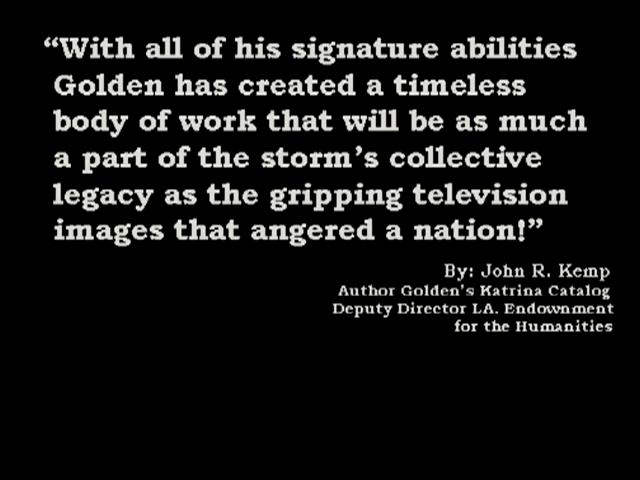 “With all of his signature abilities
Golden has created a timeless
body of work that will be as much
a part of the storm’s collective
legacy as the gripping television
images that angered a nation!”
By: John R. Kemp
Author Golden’s Katrina Catalog
Deputy Director LA. Endownment
for the Humanities